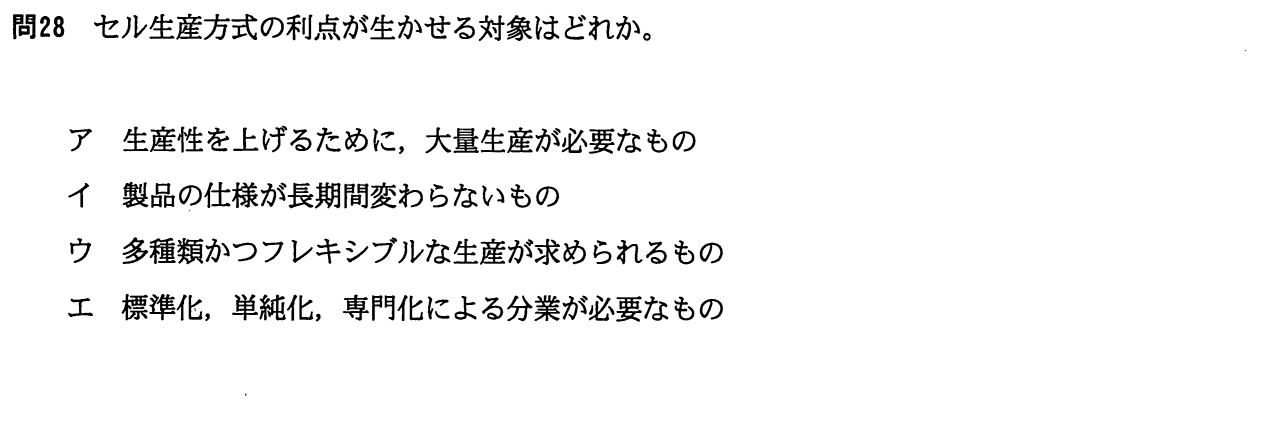 問28 セル生産方式の利点が生かせる対象はどれか。
ア 生産性を上げるために，大量生産が必要なもの
イ 製品の仕様が長期間変わらないもの
ウ 多種類かつフレキシブルな生産が求められるもの
エ 標準化，単純化，専門化による分業が必要なもの